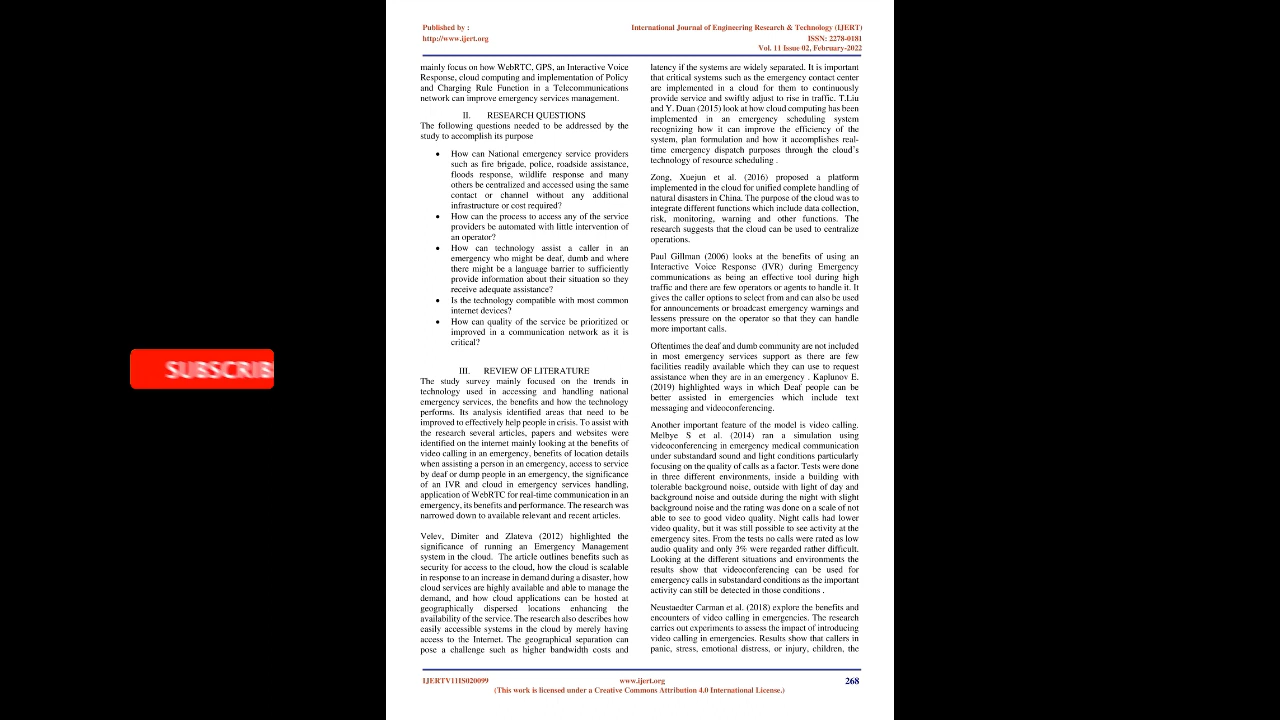 Published by :
http://www.ijert.org
International Journal of Engineering Research & Technology (IJERT)
ISSN: 2278-0181
Vol. 11 Issue 02, February-2022
mainly focus on how WebRTC, GPS, an Interactive Voice
Response, cloud computing and implementation of Policy
and Charging Rule Function in a Telecommunications
network can improve emergency services management.
II. RESEARCH QUESTIONS
The following questions needed to be addressed by the
study to accomplish its purpose
• How can National emergency service providers
such as fire brigade, police, roadside assistance,
floods response, wildlife response and many
others be centralized and accessed using the same
contact or channel without any additional
infrastructure or cost required?
• How can the process to access any of the service
providers be automated with little intervention of
an operator?
• How can technology assist a caller in an
emergency who might be deaf, dumb and where
there might be a language barrier to sufficiently
provide information about their situation so they
receive adequate assistance?
• Is the technology compatible with most common
internet devices?
• How can quality of the service be prioritized or
improved in a communication network as it is
critical?
III. REVIEW OF LITERATURE
The study survey mainly focused on the trends in
technology used in accessing and handling national
emergency services, the benefits and how the technology
performs. Its analysis identified areas that need to be
improved to effectively help people in crisis. To assist with
the research several articles, papers and websites were
identified on the internet mainly looking at the benefits of
video calling in an emergency, benefits of location details
when assisting a person in an emergency, access to service
by deaf or dump people in an emergency, the significance
of an IVR and cloud in emergency services handling,
application of WebRTC for real-time communication in an
emergency, its benefits and performance. The research was
narrowed down to available relevant and recent articles.
Velev, Dimiter and Zlateva (2012) highlighted the
significance of running an Emergency Management
system in the cloud. The article outlines benefits such as
security for access to the cloud, how the cloud is scalable
in response to an increase in demand during a disaster, how
cloud services are highly available and able to manage the
demand, and how cloud applications can be hosted at
geographically dispersed locations enhancing the
availability of the service. The research also describes how
easily accessible systems in the cloud by merely having
access to the Internet. The geographical separation can
pose a challenge such as higher bandwidth costs and
latency if the systems are widely separated. It is important
that critical systems such as the emergency contact center
are implemented in a cloud for them to continuously
provide service and swiftly adjust to rise in traffic. T.Liu
and Y. Duan (2015) look at how cloud computing has been
implemented in an emergency scheduling system
recognizing how it can improve the efficiency of the
system, plan formulation and how it accomplishes real-
time emergency dispatch purposes through the cloud's
technology of resource scheduling .
Zong, Xuejun et al. (2016) proposed a platform
implemented in the cloud for unified complete handling of
natural disasters in China. The purpose of the cloud was to
integrate different functions which include data collection,
risk, monitoring, warning and other functions. The
research suggests that the cloud can be used to centralize
operations.
Paul Gillman (2006) looks at the benefits of using an
Interactive Voice Response (IVR) during Emergency
communications as being an effective tool during high
traffic and there are few operators or agents to handle it. It
gives the caller options to select from and can also be used
for announcements or broadcast emergency warnings and
lessens pressure on the operator so that they can handle
more important calls.
Oftentimes the deaf and dumb community are not included
in most emergency services support as there are few
facilities readily available which they can use to request
assistance when they are in an emergency . Kaplunov E.
(2019) highlighted ways in which Deaf people can be
better assisted in emergencies which include text
messaging and videoconferencing.
Another important feature of the model is video calling.
Melbye S et al. (2014) ran a simulation using
videoconferencing in emergency medical communication
under substandard sound and light conditions particularly
focusing on the quality of calls as a factor. Tests were done
in three different environments, inside a building with
tolerable background noise, outside with light of day and
background noise and outside during the night with slight
background noise and the rating was done on a scale of not
able to see to good video quality. Night calls had lower
video quality, but it was still possible to see activity at the
emergency sites. From the tests no calls were rated as low
audio quality and only 3% were regarded rather difficult.
Looking at the different situations and environments the
results show that videoconferencing can be used for
emergency calls in substandard conditions as the important
activity can still be detected in those conditions .
Neustaedter Carman et al. (2018) explore the benefits and
encounters of video calling in emergencies. The research
carries out experiments to assess the impact of introducing
video calling in emergencies. Results show that callers in
panic, stress, emotional distress, or injury, children, the
SUBSCRIB
IJERTV11IS020099
www.ijert.org
268
(This work is licensed under a Creative Commons Attribution 4.0 International License.)